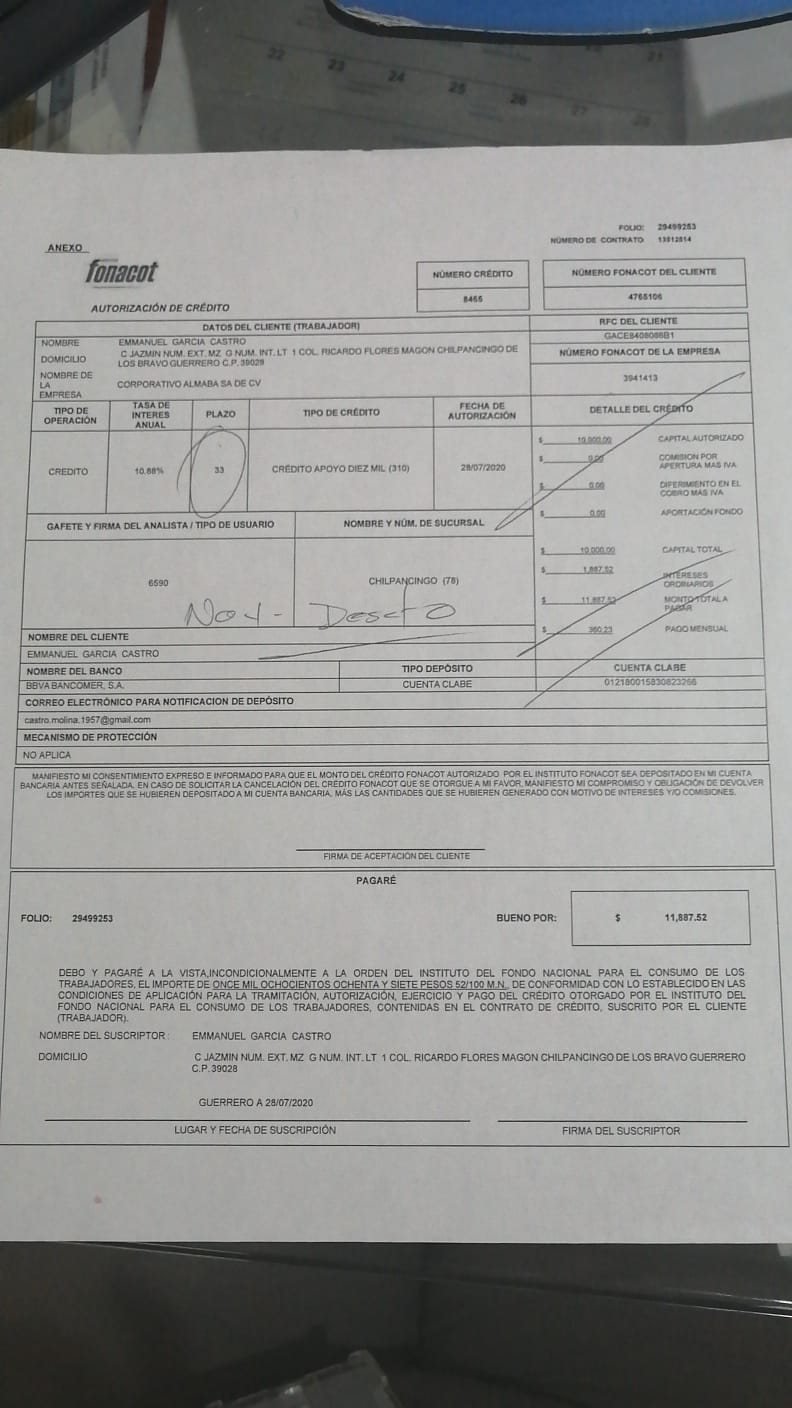 22 23 24 25 26 27 28 21
FOLIO: 29499253
NÚMERO DE CONTRATO 13812814
ANEXO
fonacot
AUTORIZACIÓN DE CRÉDITO
NÚMERO CRÉDITO
8465
NÚMERO FONACOT DEL CLIENTE
4765106
DATOS DEL CLIENTE (TRABAJADOR)
RFC DEL CLIENTE
NOMBRE EMMANUEL GARCIA CASTRO
GACE8408086B1
DOMICILIO C JAZMIN NUM. EXT. MZ G NUM. INT. LT 1 COL. RICARDO FLORES MAGON CHILPANCINGO DE
LOS BRAVO GUERRERO C.P. 39028
NÚMERO FONACOT DE LA EMPRESA
NOMBRE DE
LA
EMPRESA
CORPORATIVO ALMABA SA DE CV
3941413
TIPO DE
OPERACIÓN
TASA DE
INTERES
ANUAL
PLAZO
TIPO DE CRÉDITO
FECHA DE
AUTORIZACIÓN
DETALLE DEL CRÉDITO
CREDITO 10.68% 33 CRÉDITO APOYO DIEZ MIL (310) 28/07/2020
$ 10,000.00 CAPITAL AUTORIZADO
$ 0.00 COMISION POR
APERTURA MAS IVA
$ 0.00 DIFERIMIENTO EN EL
COBRO MAS IVA
$ 0.00 APORTACIÓN FONDO
GAFETE Y FIRMA DEL ANALISTA / TIPO DE USUARIO
NOMBRE Y NÚM. DE SUCURSAL
$ 10,000.00 CAPITAL TOTAL
$ 1,887.52 INTERESES
ORDINARIOS
6590
CHILPANCINGO (78)
$ 11,887.52 MONTO TOTAL A
PAGAR
$ 360.23 PAGO MENSUAL
Nov - Descto
NOMBRE DEL CLIENTE
EMMANUEL GARCIA CASTRO
NOMBRE DEL BANCO TIPO DEPÓSITO CUENTA CLABE
BBVA BANCOMER, S.A. CUENTA CLABE 012180015830823266
CORREO ELECTRÓNICO PARA NOTIFICACION DE DEPÓSITO
castro.molina.1957@gmail.com
MECANISMO DE PROTECCIÓN
NO APLICA
MANIFIESTO MI CONSENTIMIENTO EXPRESO E INFORMADO PARA QUE EL MONTO DEL CRÉDITO FONACOT AUTORIZADO POR EL INSTITUTO FONACOT SEA DEPOSITADO EN MI CUENTA
BANCARIA ANTES SEÑALADA. EN CASO DE SOLICITAR LA CANCELACIÓN DEL CRÉDITO FONACOT QUE SE OTORGUE A MI FAVOR, MANIFIESTO MI COMPROMISO Y OBLIGACIÓN DE DEVOLVER
LOS IMPORTES QUE SE HUBIEREN DEPOSITADO A MI CUENTA BANCARIA, MÁS LAS CANTIDADES QUE SE HUBIEREN GENERADO CON MOTIVO DE INTERESES Y/O COMISIONES.
FIRMA DE ACEPTACIÓN DEL CLIENTE
PAGARÉ
FOLIO: 29499253
BUENO POR: $ 11,887.52
DEBO Y PAGARÉ A LA VISTA,INCONDICIONALMENTE A LA ORDEN DEL INSTITUTO DEL FONDO NACIONAL PARA EL CONSUMO DE LOS
TRABAJADORES, EL IMPORTE DE ONCE MIL OCHOCIENTOS OCHENTA Y SIETE PESOS 52/100 M.N., DE CONFORMIDAD CON LO ESTABLECIDO EN LAS
CONDICIONES DE APLICACIÓN PARA LA TRAMITACIÓN, AUTORIZACIÓN, EJERCICIO Y PAGO DEL CRÉDITO OTORGADO POR EL INSTITUTO DEL
FONDO NACIONAL PARA EL CONSUMO DE LOS TRABAJADORES, CONTENIDAS EN EL CONTRATO DE CRÉDITO, SUSCRITO POR EL CLIENTE
(TRABAJADOR).
NOMBRE DEL SUSCRIPTOR : EMMANUEL GARCIA CASTRO
DOMICILIO C JAZMIN NUM. EXT. MZ G NUM. INT. LT 1 COL. RICARDO FLORES MAGON CHILPANCINGO DE LOS BRAVO GUERRERO
C.P. 39028
GUERRERO A 28/07/2020
LUGAR Y FECHA DE SUSCRIPCIÓN
FIRMA DEL SUSCRIPTOR